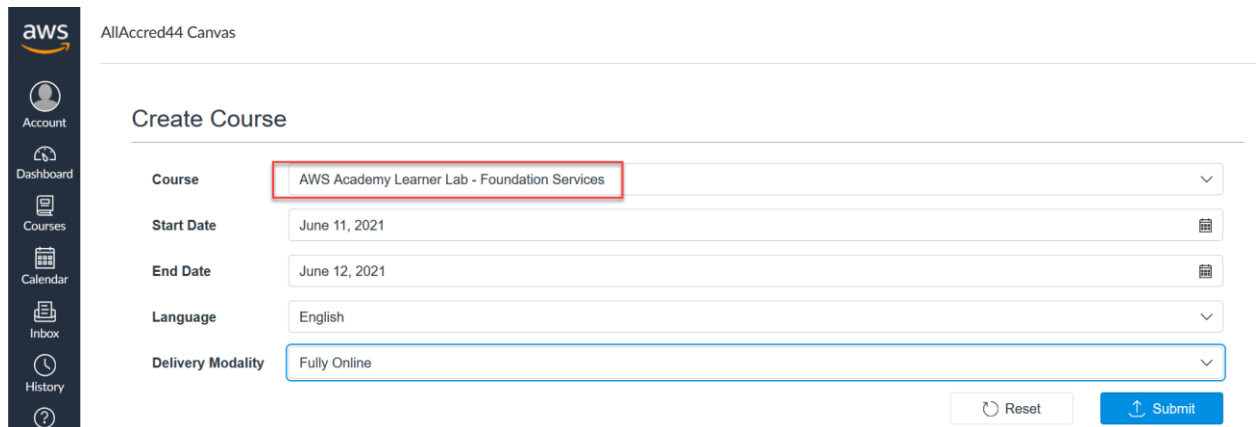 aws
AllAccred44 Canvas
Account
Dashboard
Courses
Calendar
Inbox
History
Create Course
Course AWS Academy Learner Lab - Foundation Services
Start Date June 11, 2021
End Date June 12, 2021
Language English
Delivery Modality Fully Online
Reset Submit